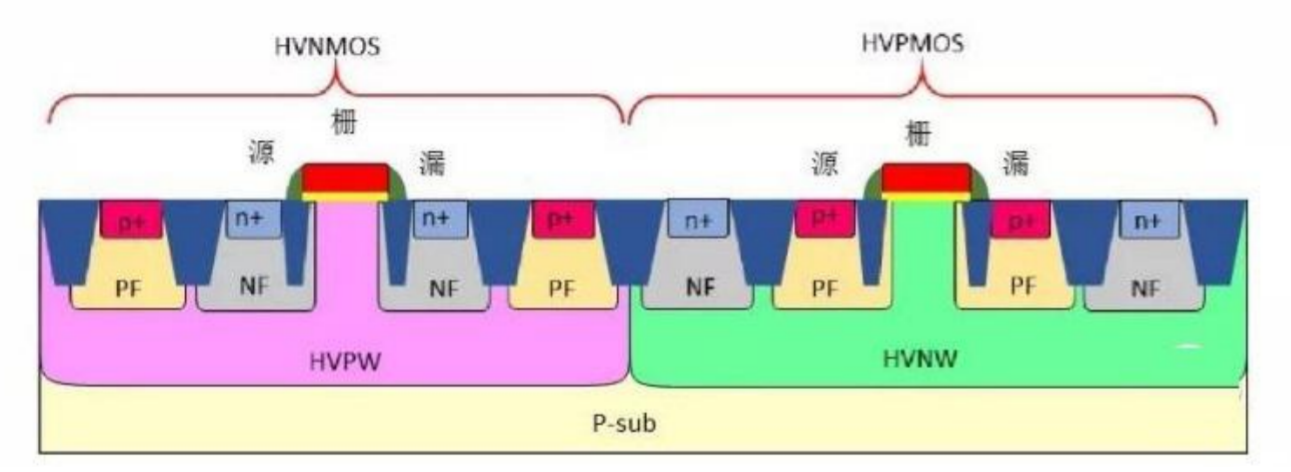 HVNMOS
HVPMOS
栅
栅
源
漏
源
漏
p+
n+
n+
p+
n+
p+
p+
n+
PF
NF
NF
PF
NF
PF
PF
NF
HVPW
HVNW
P-sub